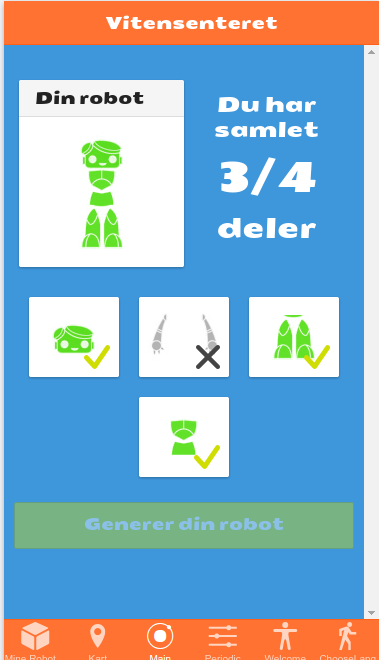 Vitensenteret
Din robot
Du har
samlet
3/4
deler
Generer din robot
Mine Robot
Kart
Main
Periodic
Welcome
ChooseLang